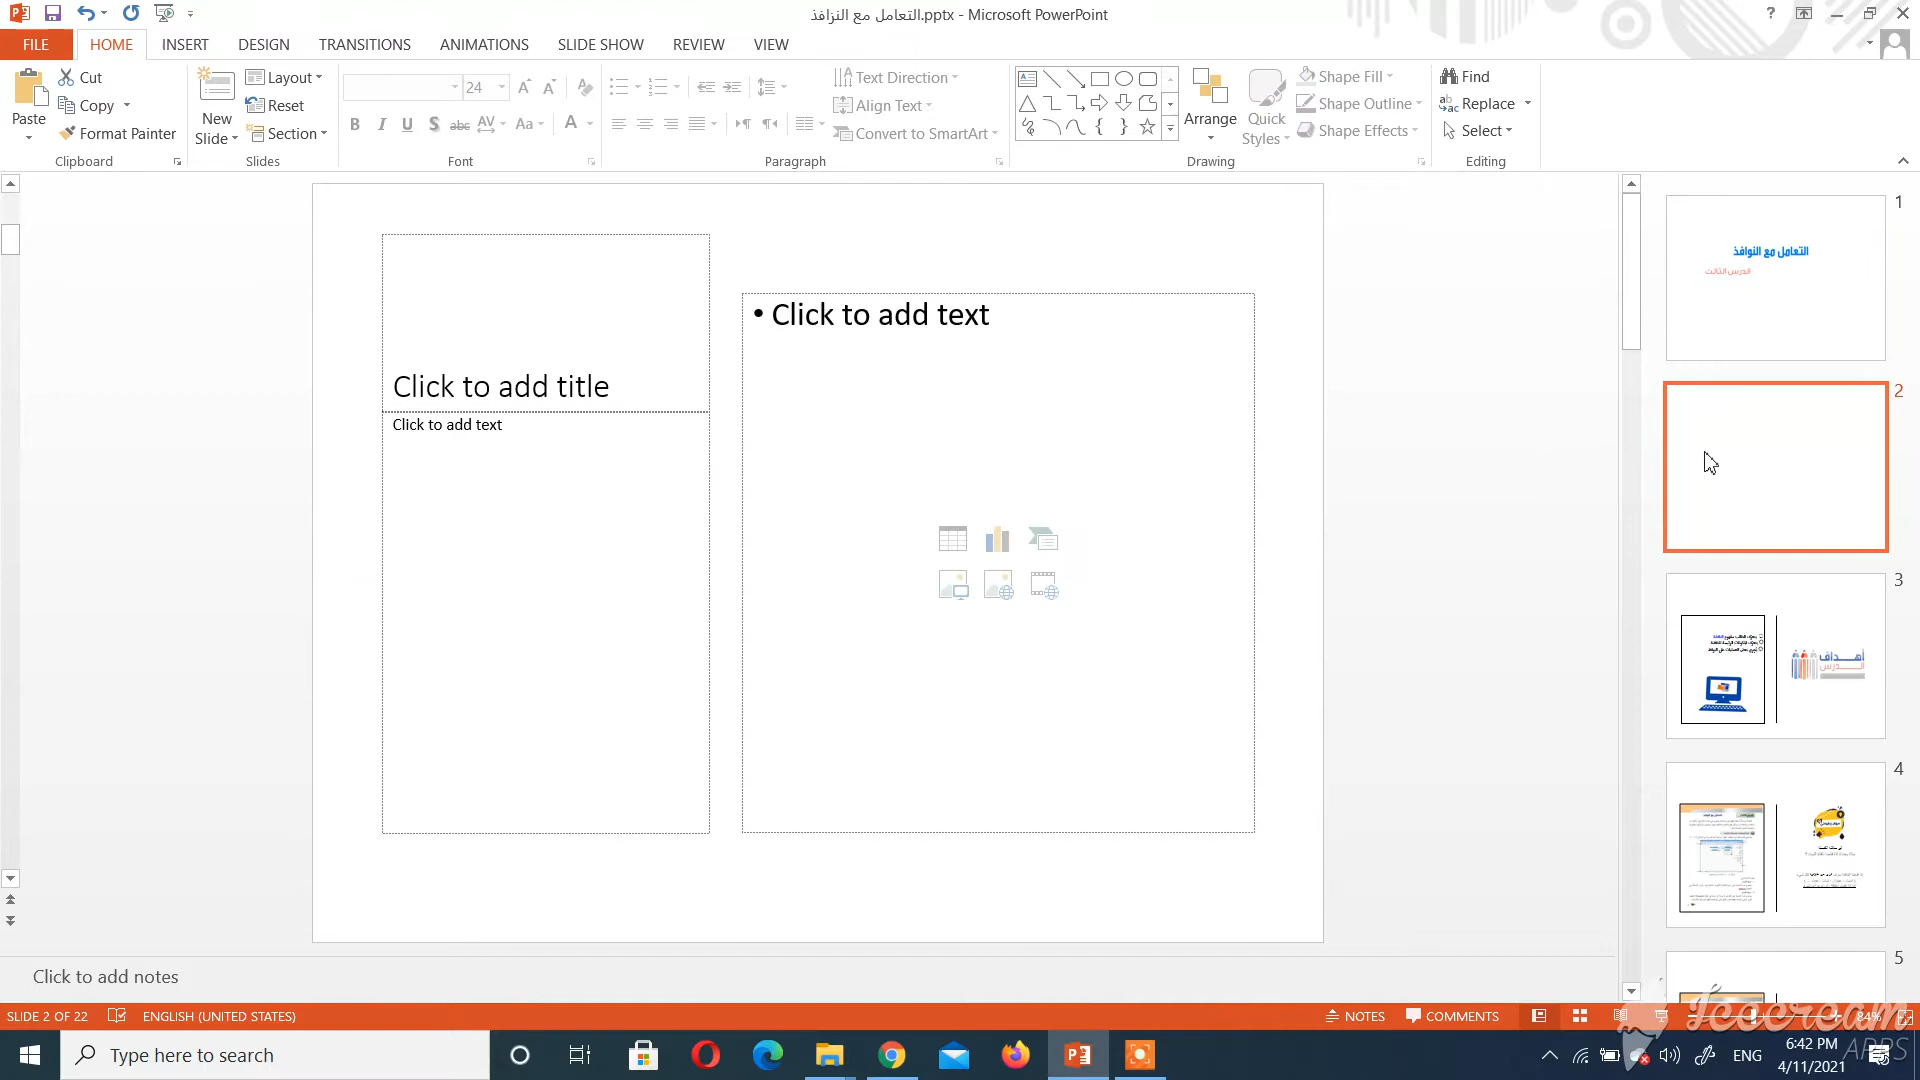 التعامل مع النزافذ.pptx - Microsoft PowerPoint
FILE
HOME
INSERT
DESIGN
TRANSITIONS
ANIMATIONS
SLIDE SHOW
REVIEW
VIEW
Paste
Cut
Copy
Format Painter
Clipboard
New
Slide
Layout
Reset
Section
Slides
24
Font
Text Direction
Align Text
Convert to SmartArt
Paragraph
Arrange
Quick
Styles
Shape Fill
Shape Outline
Shape Effects
Drawing
Find
Replace
Select
Editing
Click to add title
Click to add text
• Click to add text
1
التعامل مع النوافذ
الدرس الثالث
2
3
أهداف
الدرس
4
5
Click to add notes
SLIDE 2 OF 22
ENGLISH (UNITED STATES)
NOTES
COMMENTS
84%
Icecream
APPS
Type here to search
ENG
6:42 PM
4/11/2021